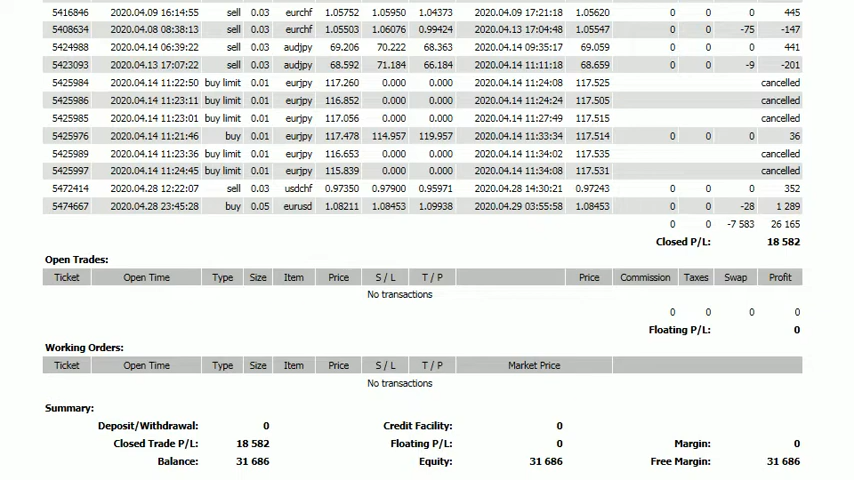 5416846 2020.04.09 16:14:55 sell 0.03 eurchf 1.05752 1.05950 1.04373 2020.04.09 17:21:18 1.05620 0 0 0 445
5408634 2020.04.08 08:38:13 sell 0.03 eurchf 1.05503 1.06076 0.99424 2020.04.13 17:04:48 1.05547 0 0 -75 -147
5424988 2020.04.14 06:39:22 sell 0.03 audjpy 69.206 70.222 68.363 2020.04.14 09:35:17 69.059 0 0 0 441
5423093 2020.04.13 17:07:22 sell 0.03 audjpy 68.592 71.184 66.184 2020.04.14 11:11:18 68.659 0 0 -9 -201
5425984 2020.04.14 11:22:50 buy limit 0.01 eurjpy 117.260 0.000 0.000 2020.04.14 11:24:08 117.525 cancelled
5425986 2020.04.14 11:23:11 buy limit 0.01 eurjpy 116.852 0.000 0.000 2020.04.14 11:24:24 117.505 cancelled
5425985 2020.04.14 11:23:01 buy limit 0.01 eurjpy 117.056 0.000 0.000 2020.04.14 11:27:49 117.515 cancelled
5425976 2020.04.14 11:21:46 buy 0.01 eurjpy 117.478 114.957 119.957 2020.04.14 11:33:34 117.514 0 0 0 36
5425989 2020.04.14 11:23:36 buy limit 0.01 eurjpy 116.653 0.000 0.000 2020.04.14 11:34:02 117.535 cancelled
5425997 2020.04.14 11:24:45 buy limit 0.01 eurjpy 115.839 0.000 0.000 2020.04.14 11:34:08 117.531 cancelled
5472414 2020.04.28 12:22:07 sell 0.03 usdchf 0.97350 0.97900 0.95971 2020.04.28 14:30:21 0.97243 0 0 0 352
5474667 2020.04.28 23:45:28 buy 0.05 eurusd 1.08211 1.08453 1.09938 2020.04.29 03:55:58 1.08453 0 0 -28 1 289
0 0 -7 583 26 165
Closed P/L: 18 582
Open Trades:
Ticket Open Time Type Size Item Price S / L T / P Price Commission Taxes Swap Profit
No transactions
0 0 0 0
Floating P/L: 0
Working Orders:
Ticket Open Time Type Size Item Price S / L T / P Market Price
No transactions
Summary:
Deposit/Withdrawal: 0 Credit Facility: 0
Closed Trade P/L: 18 582 Floating P/L: 0 Margin: 0
Balance: 31 686 Equity: 31 686 Free Margin: 31 686